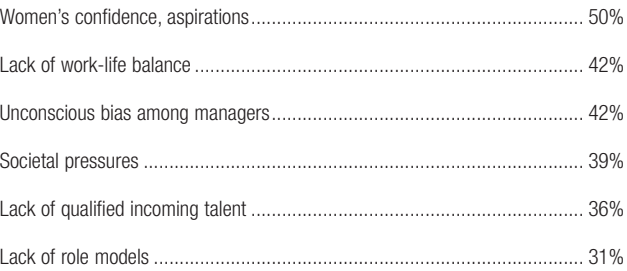 Women’s confidence, aspirations.......................................................... 50%
Lack of work-life balance .................................................................... 42%
Unconscious bias among managers...................................................... 42%
Societal pressures ............................................................................. 39%
Lack of qualified incoming talent .......................................................... 36%
Lack of role models ........................................................................... 31%